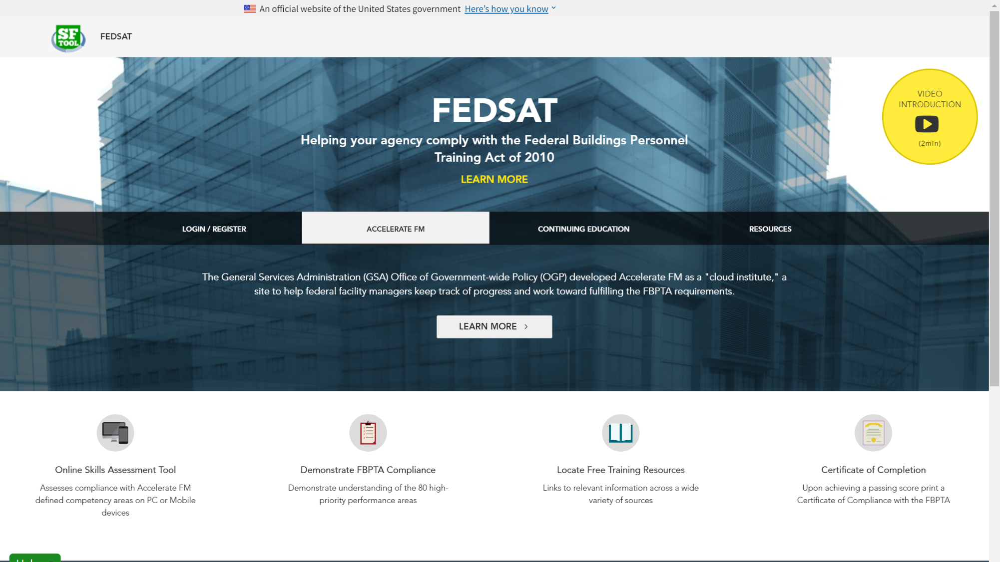 An official website of the United States government Here's how you know
SF
TOOL
FEDSAT
VIDEO
INTRODUCTION
(2min)
FEDSAT
Helping your agency comply with the Federal Buildings Personnel
Training Act of 2010
LEARN MORE
LOGIN / REGISTER
ACCELERATE FM
CONTINUING EDUCATION
RESOURCES
The General Services Administration (GSA) Office of Government-wide Policy (OGP) developed Accelerate FM as a "cloud institute," a
site to help federal facility managers keep track of progress and work toward fulfilling the FBPTA requirements.
LEARN MORE
Online Skills Assessment Tool
Assesses compliance with Accelerate FM
defined competency areas on PC or Mobile
devices
Demonstrate FBPTA Compliance
Demonstrate understanding of the 80 high-
priority performance areas
Locate Free Training Resources
Links to relevant information across a wide
variety of sources
Certificate of Completion
Upon achieving a passing score print a
Certificate of Compliance with the FBPTA